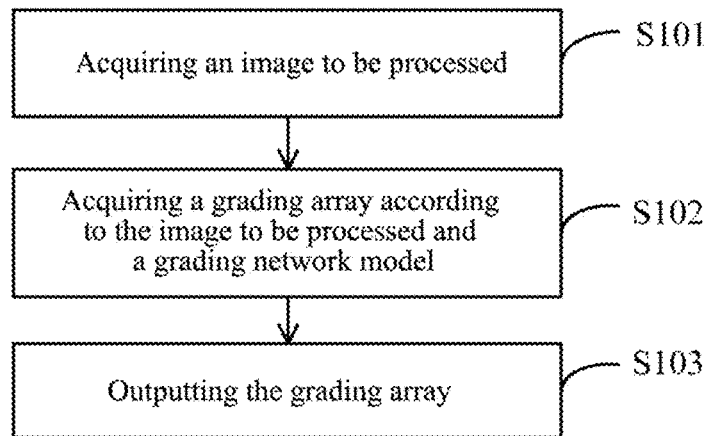 Acquiring an image to be processed
S101
Acquiring a grading array according
to the image to be processed and
a grading network model
S102
Outputting the grading array
S103